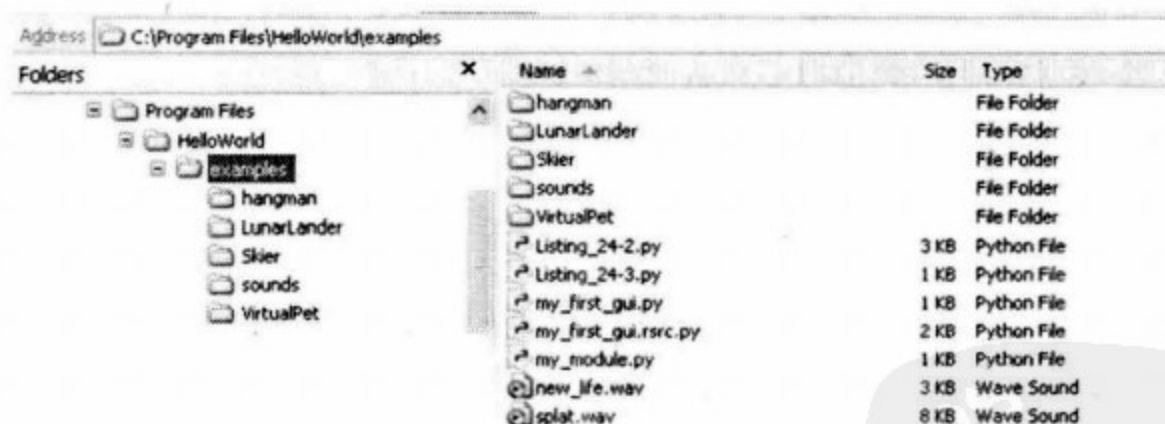 Address C:\Program Files\HelloWorld\examples
Folders
Program Files
HelloWorld
examples
hangman
LunarLander
Skier
sounds
VirtualPet
Name Size Type
hangman File Folder
LunarLander File Folder
Skier File Folder
sounds File Folder
VirtualPet File Folder
Listing_24-2.py 3 KB Python File
Listing_24-3.py 1 KB Python File
my_first_gui.py 1 KB Python File
my_first_gui.rsrc.py 2 KB Python File
my_module.py 1 KB Python File
new_life.wav 3 KB Wave Sound
splat.wav 8 KB Wave Sound